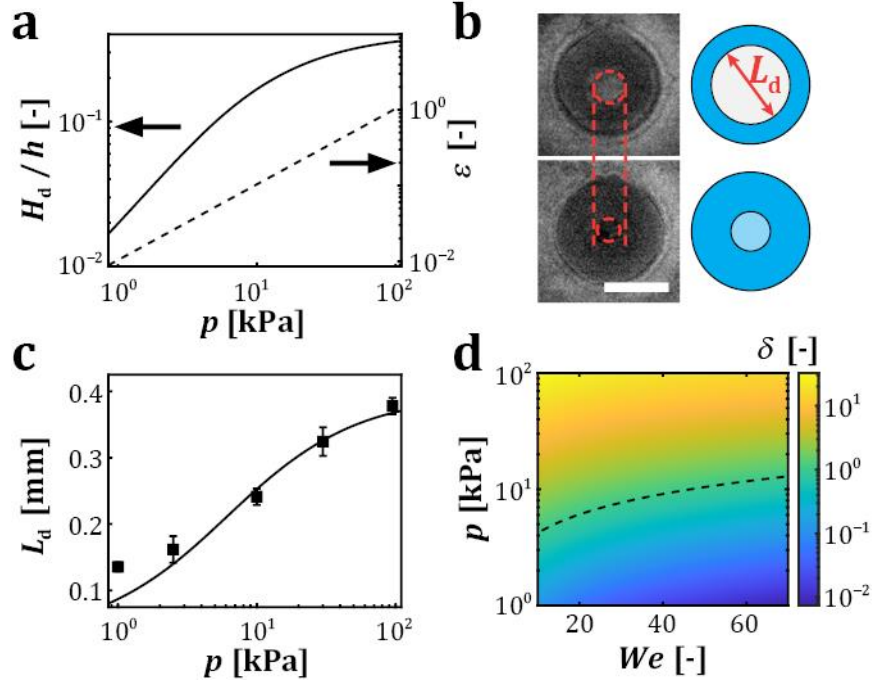 a
H_d / h [-]
10^-1
10^-2
10^0
10^-2
ε [-]
10^0
10^1
10^2
p [kPa]
b
L_d
c
L_d [mm]
0.4
0.3
0.2
0.1
10^0
10^1
10^2
p [kPa]
d
δ [-]
p [kPa]
10^2
10^1
10^0
20
40
60
We [-]
10^1
10^0
10^-1
10^-2